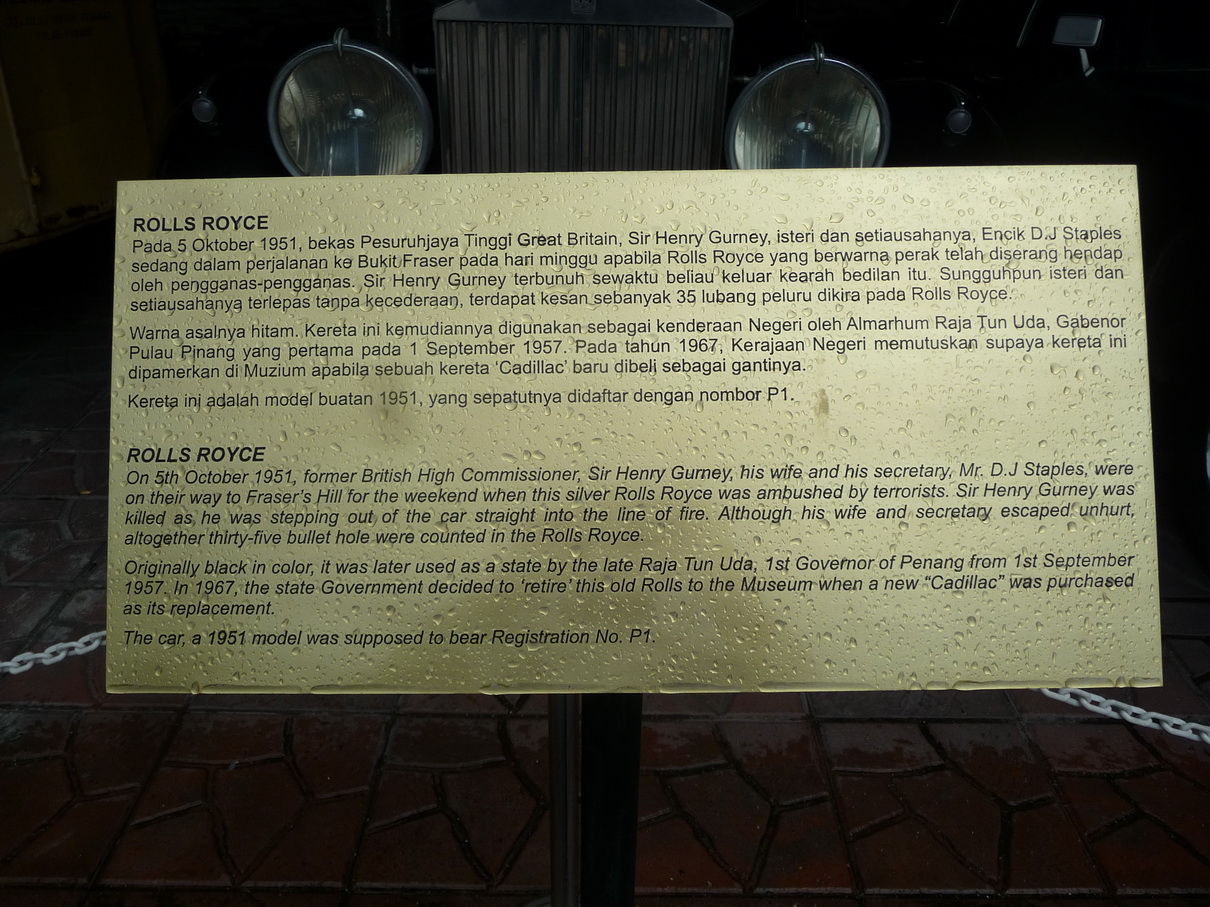 ROLLS ROYCE
Pada 5 Oktober 1951, bekas Pesuruhjaya Tinggi Great Britain, Sir Henry Gurney, isteri dan setiausahanya, Encik D.J Staples
sedang dalam perjalanan ke Bukit Fraser pada hari minggu apabila Rolls Royce yang berwarna perak telah diserang hendap
oleh pengganas-pengganas. Sir Henry Gurney terbunuh sewaktu beliau keluar kearah bedilan itu. Sungguhpun isteri dan
setiausahanya terlepas tanpa kecederaan, terdapat kesan sebanyak 35 lubang peluru dikira pada Rolls Royce.
Warna asalnya hitam. Kereta ini kemudiannya digunakan sebagai kenderaan Negeri oleh Almarhum Raja Tun Uda, Gabenor
Pulau Pinang yang pertama pada 1 September 1957. Pada tahun 1967, Kerajaan Negeri memutuskan supaya kereta ini
dipamerkan di Muzium apabila sebuah kereta ‘Cadillac’ baru dibeli sebagai gantinya.
Kereta ini adalah model buatan 1951, yang sepatutnya didaftar dengan nombor P1.
ROLLS ROYCE
On 5th October 1951, former British High Commissioner, Sir Henry Gurney, his wife and his secretary, Mr. D.J Staples, were
on their way to Fraser's Hill for the weekend when this silver Rolls Royce was ambushed by terrorists. Sir Henry Gurney was
killed as he was stepping out of the car straight into the line of fire. Although his wife and secretary escaped unhurt,
altogether thirty-five bullet hole were counted in the Rolls Royce.
Originally black in color, it was later used as a state by the late Raja Tun Uda, 1st Governor of Penang from 1st September
1957. In 1967, the state Government decided to ‘retire’ this old Rolls to the Museum when a new “Cadillac” was purchased
as its replacement.
The car, a 1951 model was supposed to bear Registration No. P1.